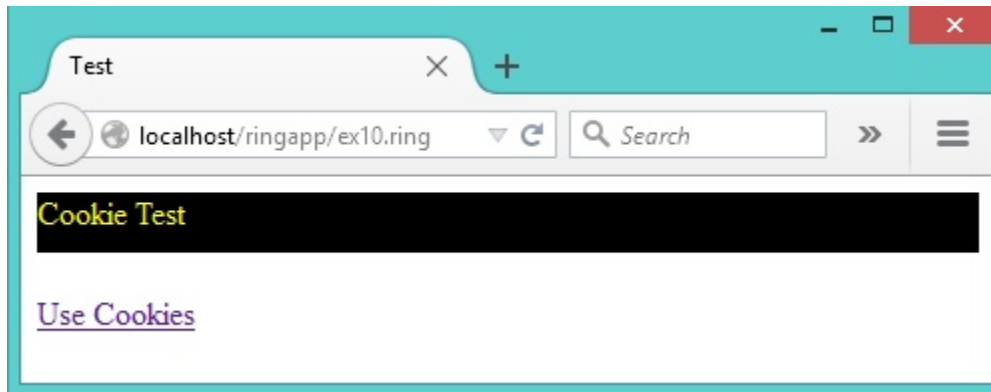 Test
localhost/ringapp/ex10.ring
Search
Cookie Test
Use Cookies